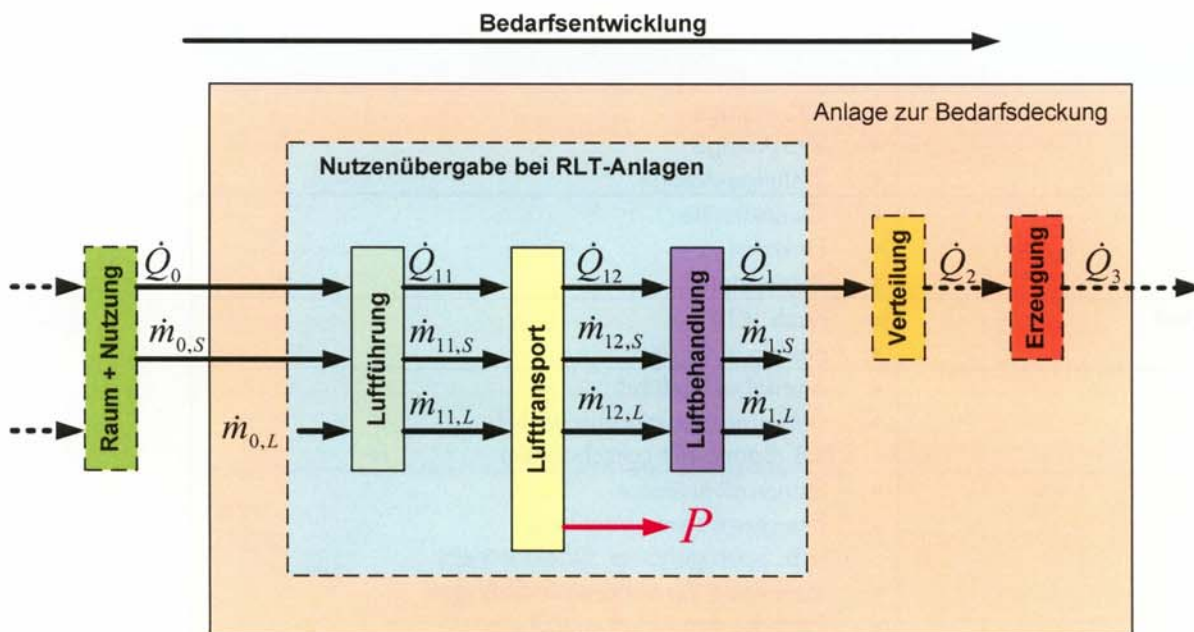 Bedarfsentwicklung
Anlage zur Bedarfsdeckung
Nutzenübergabe bei RLT-Anlagen
Raum + Nutzung
Luftführung
Lufttransport
Luftbehandlung
Verteilung
Erzeugung
Q̇₀
Q̇₁₁
Q̇₁₂
Q̇₁
Q̇₂
Q̇₃
ṁ₀,S
ṁ₁₁,S
ṁ₁₂,S
ṁ₁,S
ṁ₀,L
ṁ₁₁,L
ṁ₁₂,L
ṁ₁,L
P